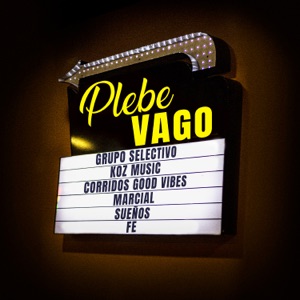 Plebe
VAGO
GRUPO SELECTIVO
KOZ MUSIC
CORRIDOS GOOD VIBES
MARCIAL
SUEÑOS
FE